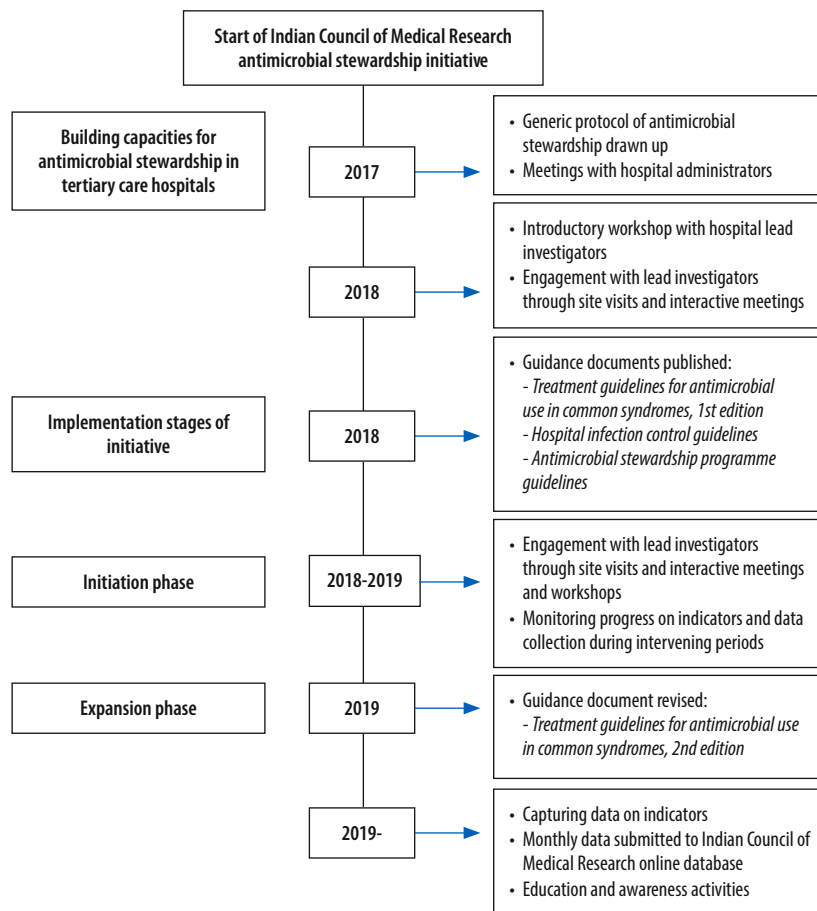 Start of Indian Council of Medical Research
antimicrobial stewardship initiative
Building capacities for
antimicrobial stewardship in
tertiary care hospitals
2017
• Generic protocol of antimicrobial
stewardship drawn up
• Meetings with hospital administrators
2018
• Introductory workshop with hospital lead
investigators
• Engagement with lead investigators
through site visits and interactive meetings
Implementation stages of
initiative
2018
• Guidance documents published:
- Treatment guidelines for antimicrobial
use in common syndromes, 1st edition
- Hospital infection control guidelines
- Antimicrobial stewardship programme
guidelines
Initiation phase
2018-2019
• Engagement with lead investigators
through site visits and interactive meetings
and workshops
• Monitoring progress on indicators and data
collection during intervening periods
Expansion phase
2019
• Guidance document revised:
- Treatment guidelines for antimicrobial use
in common syndromes, 2nd edition
2019-
• Capturing data on indicators
• Monthly data submitted to Indian Council of
Medical Research online database
• Education and awareness activities